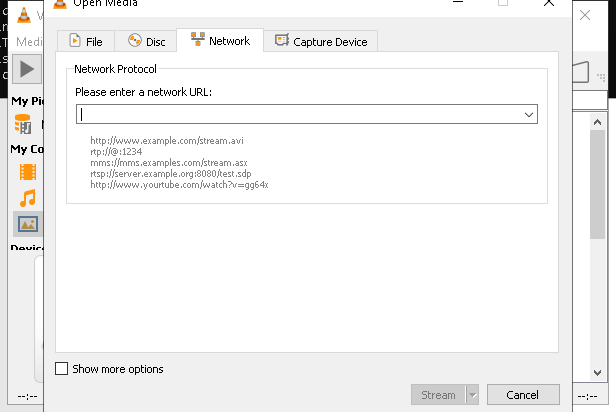 Open Media
Medi
File
Disc
Network
Capture Device
Network Protocol
My Pi
Please enter a network URL:
My Co
http://www.example.com/stream.avi
rtp://@:1234
mms://mms.examples.com/stream.asx
rtsp://server.example.org:8080/test.sdp
http://www.yourtube.com/watch?v=gg64x
Device
Show more options
--:--
Stream
Cancel
--:--